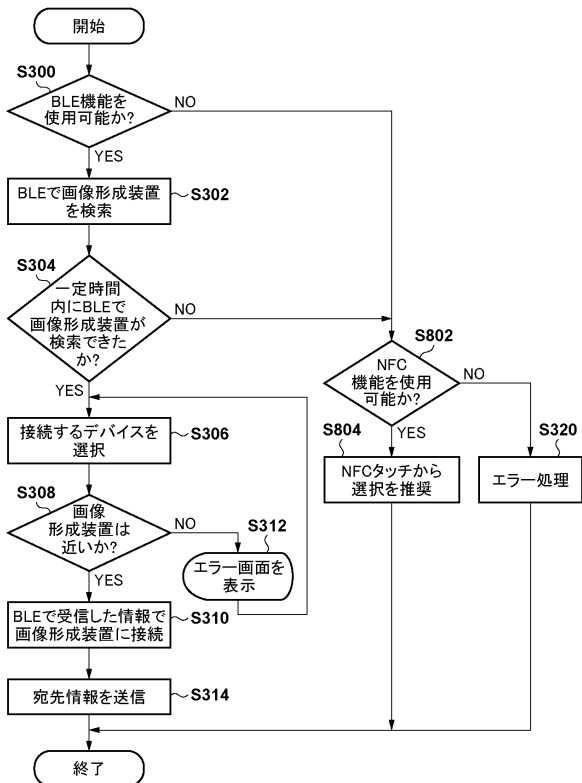 開始
S300
BLE機能を
使用可能か?
NO
YES
BLEで画像形成装置
を検索
S302
S304
一定時間
内にBLEで
画像形成装置が
検索できた
か?
NO
YES
S802
NFC
機能を使用
可能か?
NO
YES
接続するデバイスを
選択
S306
S804
NFCタッチから
選択を推奨
S320
エラー処理
S308
画像
形成装置は
近いか?
NO
YES
S312
エラー画面を
表示
BLEで受信した情報で
画像形成装置に接続
S310
宛先情報を送信
S314
終了